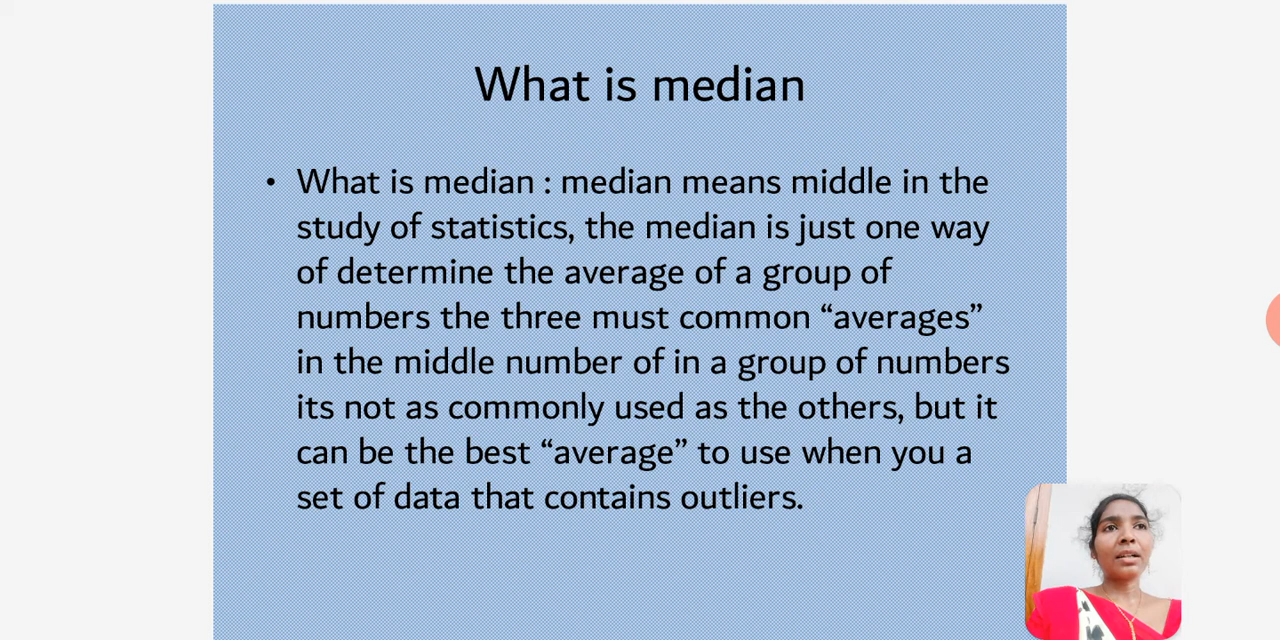 What is median
• What is median : median means middle in the
study of statistics, the median is just one way
of determine the average of a group of
numbers the three must common “averages”
in the middle number of in a group of numbers
its not as commonly used as the others, but it
can be the best “average” to use when you a
set of data that contains outliers.